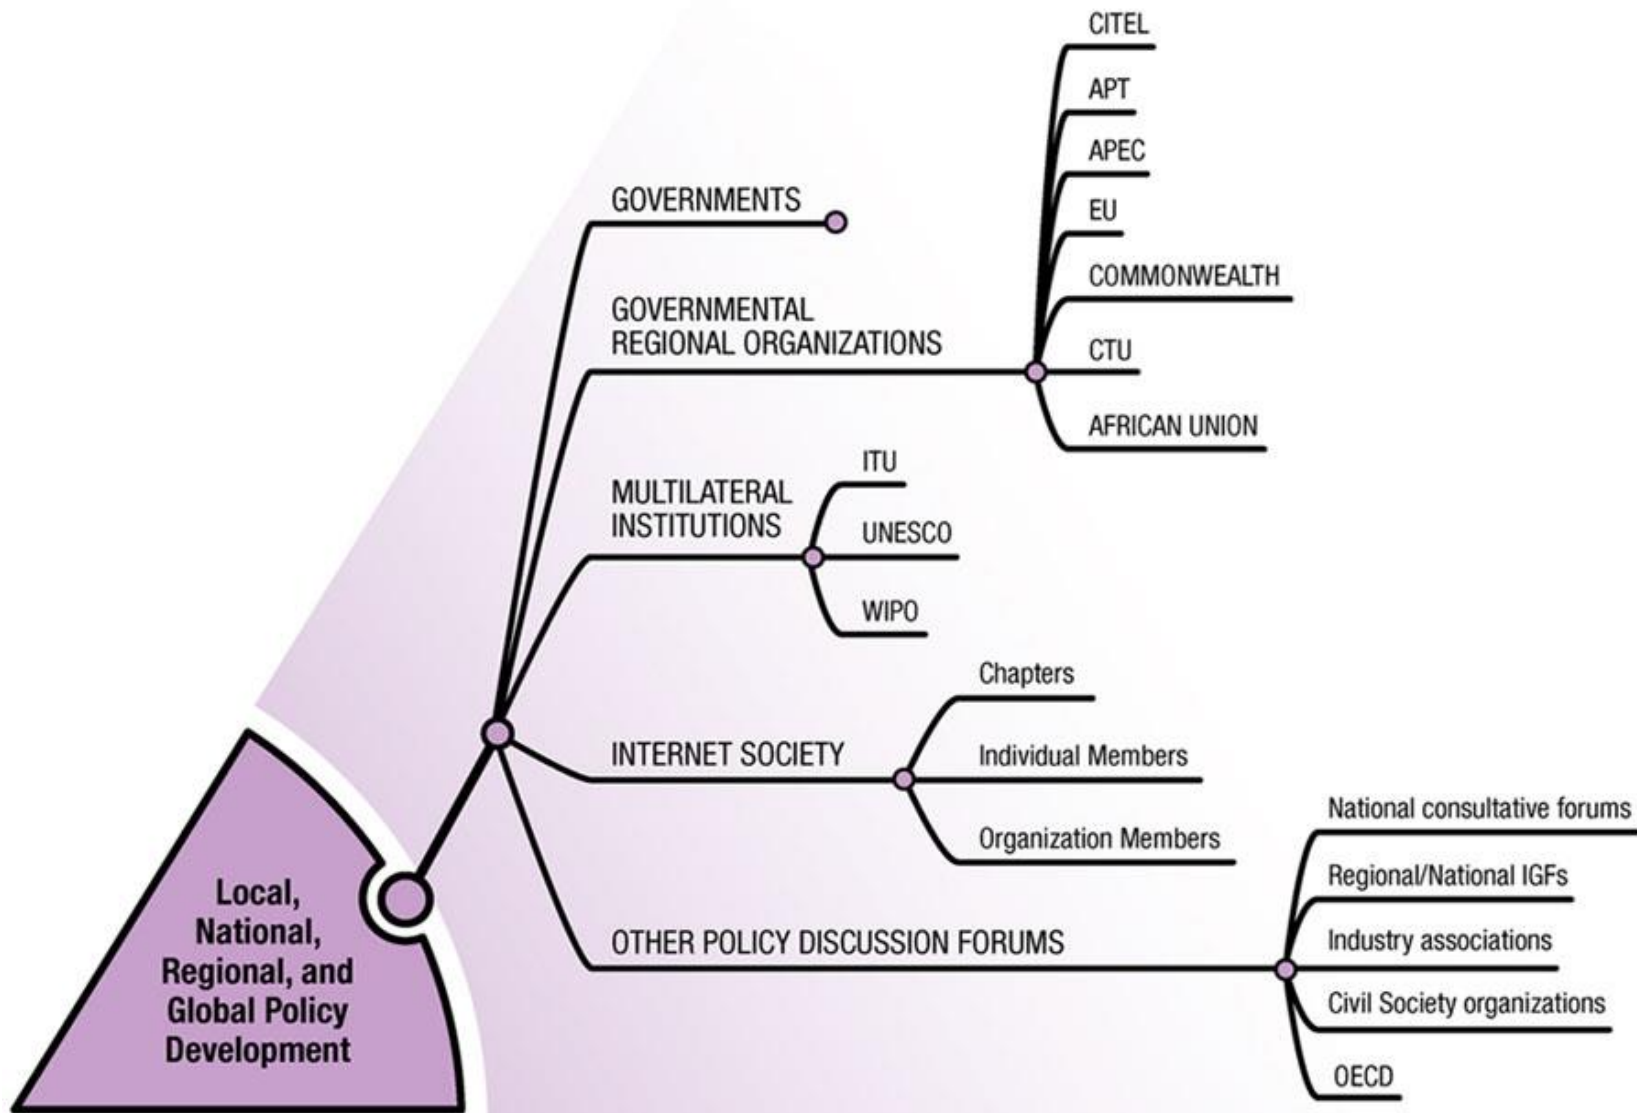 CITEL
APT
APEC
EU
COMMONWEALTH
CTU
AFRICAN UNION
GOVERNMENTS
GOVERNMENTAL
REGIONAL ORGANIZATIONS
MULTILATERAL
INSTITUTIONS
ITU
UNESCO
WIPO
INTERNET SOCIETY
Chapters
Individual Members
Organization Members
OTHER POLICY DISCUSSION FORUMS
National consultative forums
Regional/National IGFs
Industry associations
Civil Society organizations
OECD
Local,
National,
Regional, and
Global Policy
Development